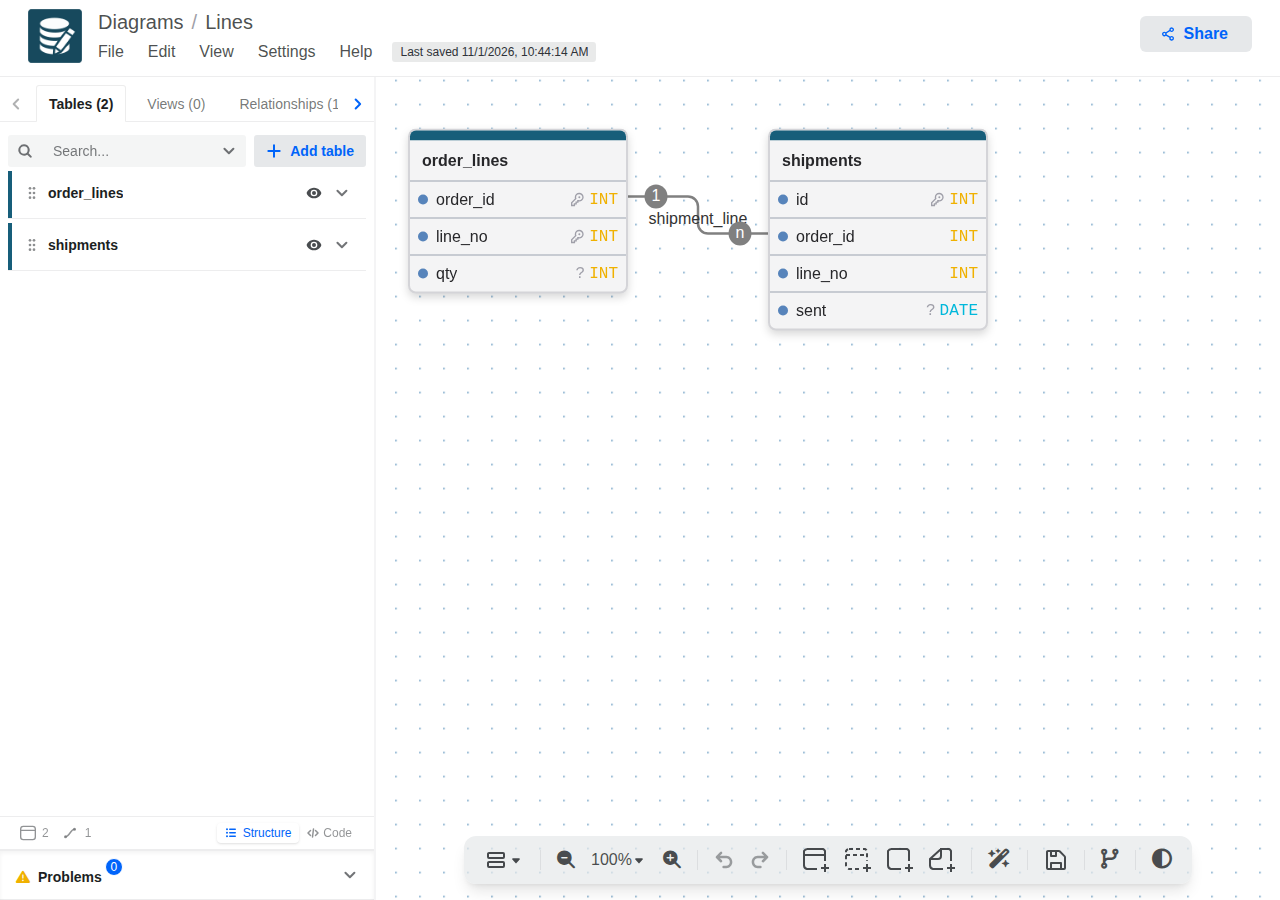 Diagrams / Lines
File Edit View Settings Help Last saved 11/1/2026, 10:44:14 AM
Share
Tables (2) Views (0) Relationships (1
Search... Add table
order_lines
shipments
order_lines
order_id INT
line_no INT
qty ? INT
1
shipment_line
n
shipments
id INT
order_id INT
line_no INT
sent ? DATE
2 1 Structure Code
Problems 0
100%